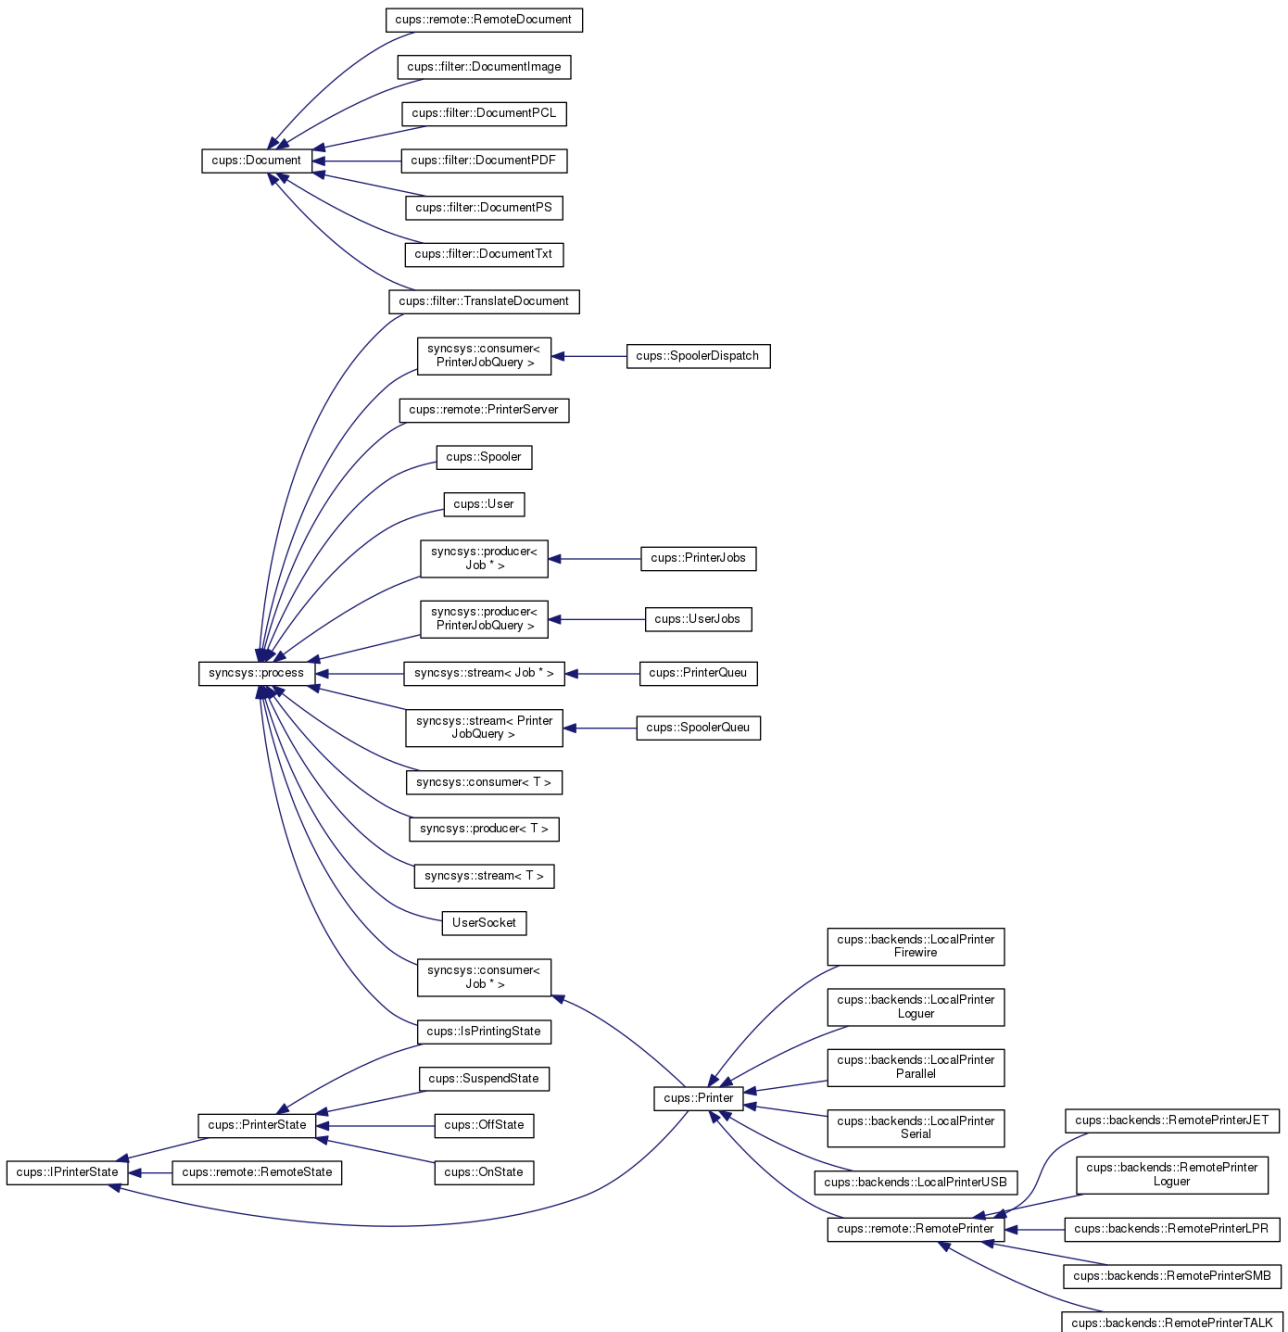 cups::remote::RemoteDocument
cups::filter::DocumentImage
cups::filter::DocumentPCL
cups::Document
cups::filter::DocumentPDF
cups::filter::DocumentPS
cups::filter::DocumentTxt
cups::filter::TranslateDocument
syncsys::consumer<
PrinterJobQuery >
cups::SpoolerDispatch
cups::remote::PrinterServer
cups::Spooler
cups::User
syncsys::producer<
Job * >
cups::PrinterJobs
syncsys::producer<
PrinterJobQuery >
cups::UserJobs
syncsys::process
syncsys::stream< Job * >
cups::PrinterQueu
syncsys::stream< Printer
JobQuery >
cups::SpoolerQueu
syncsys::consumer< T >
syncsys::producer< T >
syncsys::stream< T >
UserSocket
syncsys::consumer<
Job * >
cups::backends::LocalPrinter
Firewire
cups::backends::LocalPrinter
Loguer
cups::IsPrintingState
cups::backends::LocalPrinter
Parallel
cups::SuspendState
cups::Printer
cups::PrinterState
cups::OffState
cups::backends::LocalPrinter
Serial
cups::backends::RemotePrinterJET
cups::IPrinterState
cups::remote::RemoteState
cups::OnState
cups::backends::LocalPrinterUSB
cups::backends::RemotePrinter
Loguer
cups::remote::RemotePrinter
cups::backends::RemotePrinterLPR
cups::backends::RemotePrinterSMB
cups::backends::RemotePrinterTALK